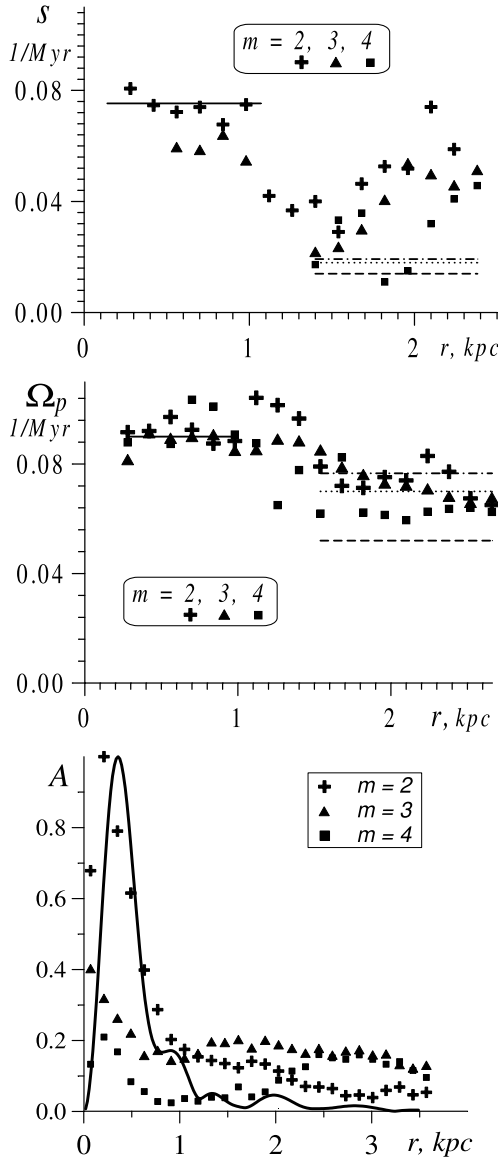 s
1/Myr
m = 2, 3, 4
0.08
0.04
0.00
0
2
r, kpc
Ωp
1/Myr
0.08
0.04
m = 2, 3, 4
0.00
0
1
2
r, kpc
A
m = 2
m = 3
m = 4
0.8
0.6
0.4
0.2
0.0
0
1
2
3
r, kpc